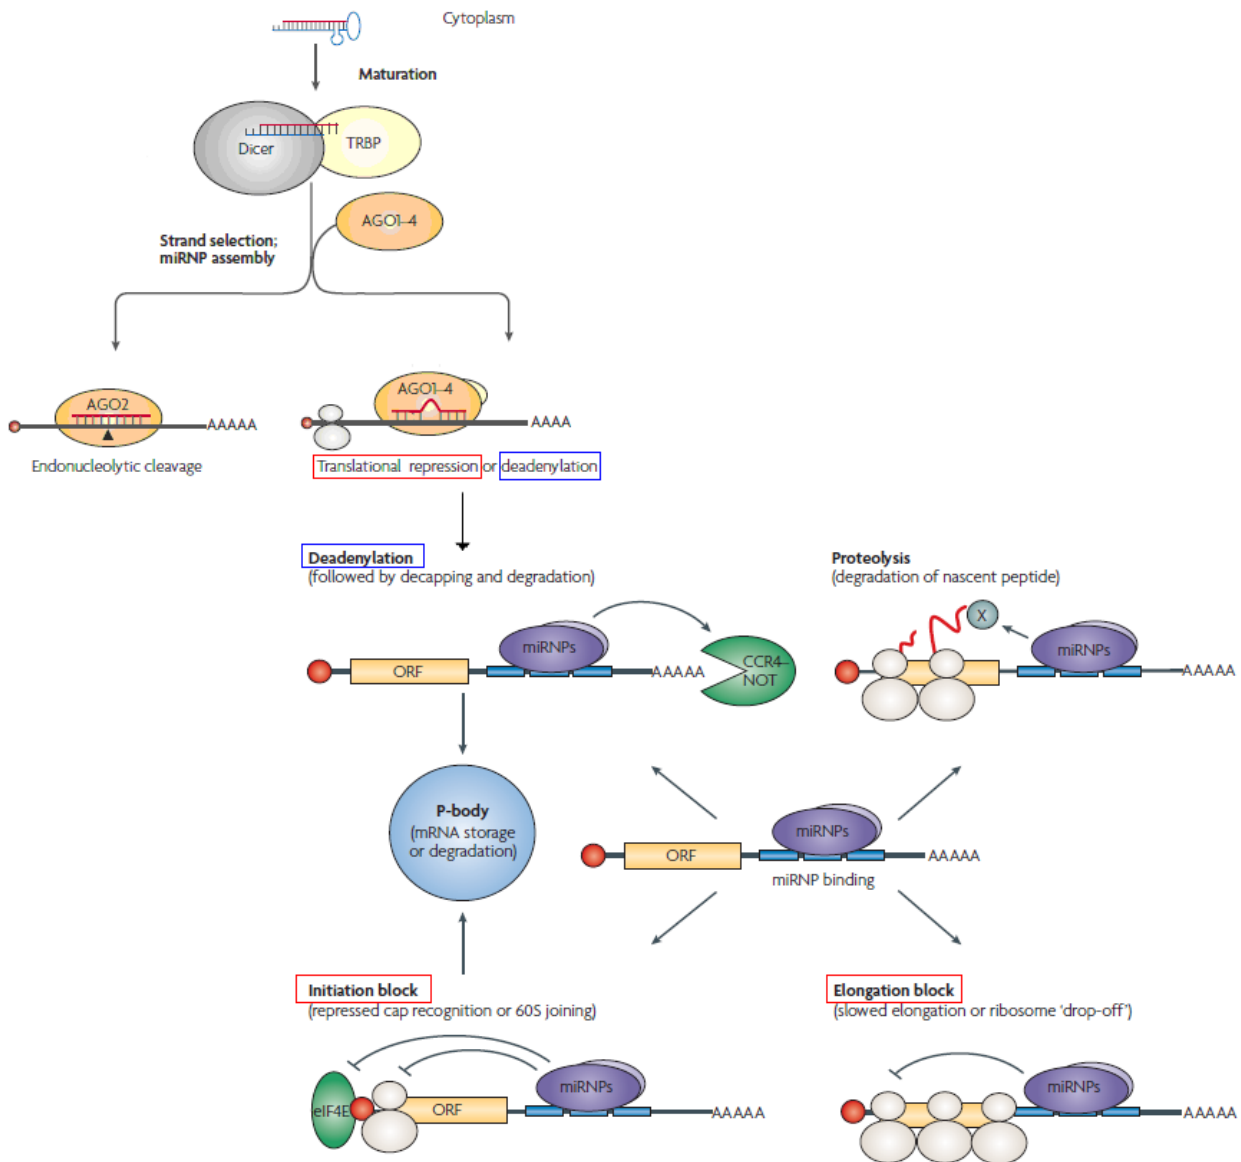 Cytoplasm
Maturation
Dicer
TRBP
AGO1–4
Strand selection;
miRNP assembly
AGO2
AAAAA
Endonucleolytic cleavage
AGO1–4
AAAA
Translational repression or deadenylation
Deadenylation
(followed by decapping and degradation)
ORF
miRNPs
AAAAA
CCR4–
NOT
Proteolysis
(degradation of nascent peptide)
X
miRNPs
AAAAA
P-body
(mRNA storage
or degradation)
ORF
miRNPs
AAAAA
miRNP binding
Initiation block
(repressed cap recognition or 60S joining)
eIF4E
ORF
miRNPs
AAAAA
Elongation block
(slowed elongation or ribosome ‘drop-off’)
miRNPs
AAAAA